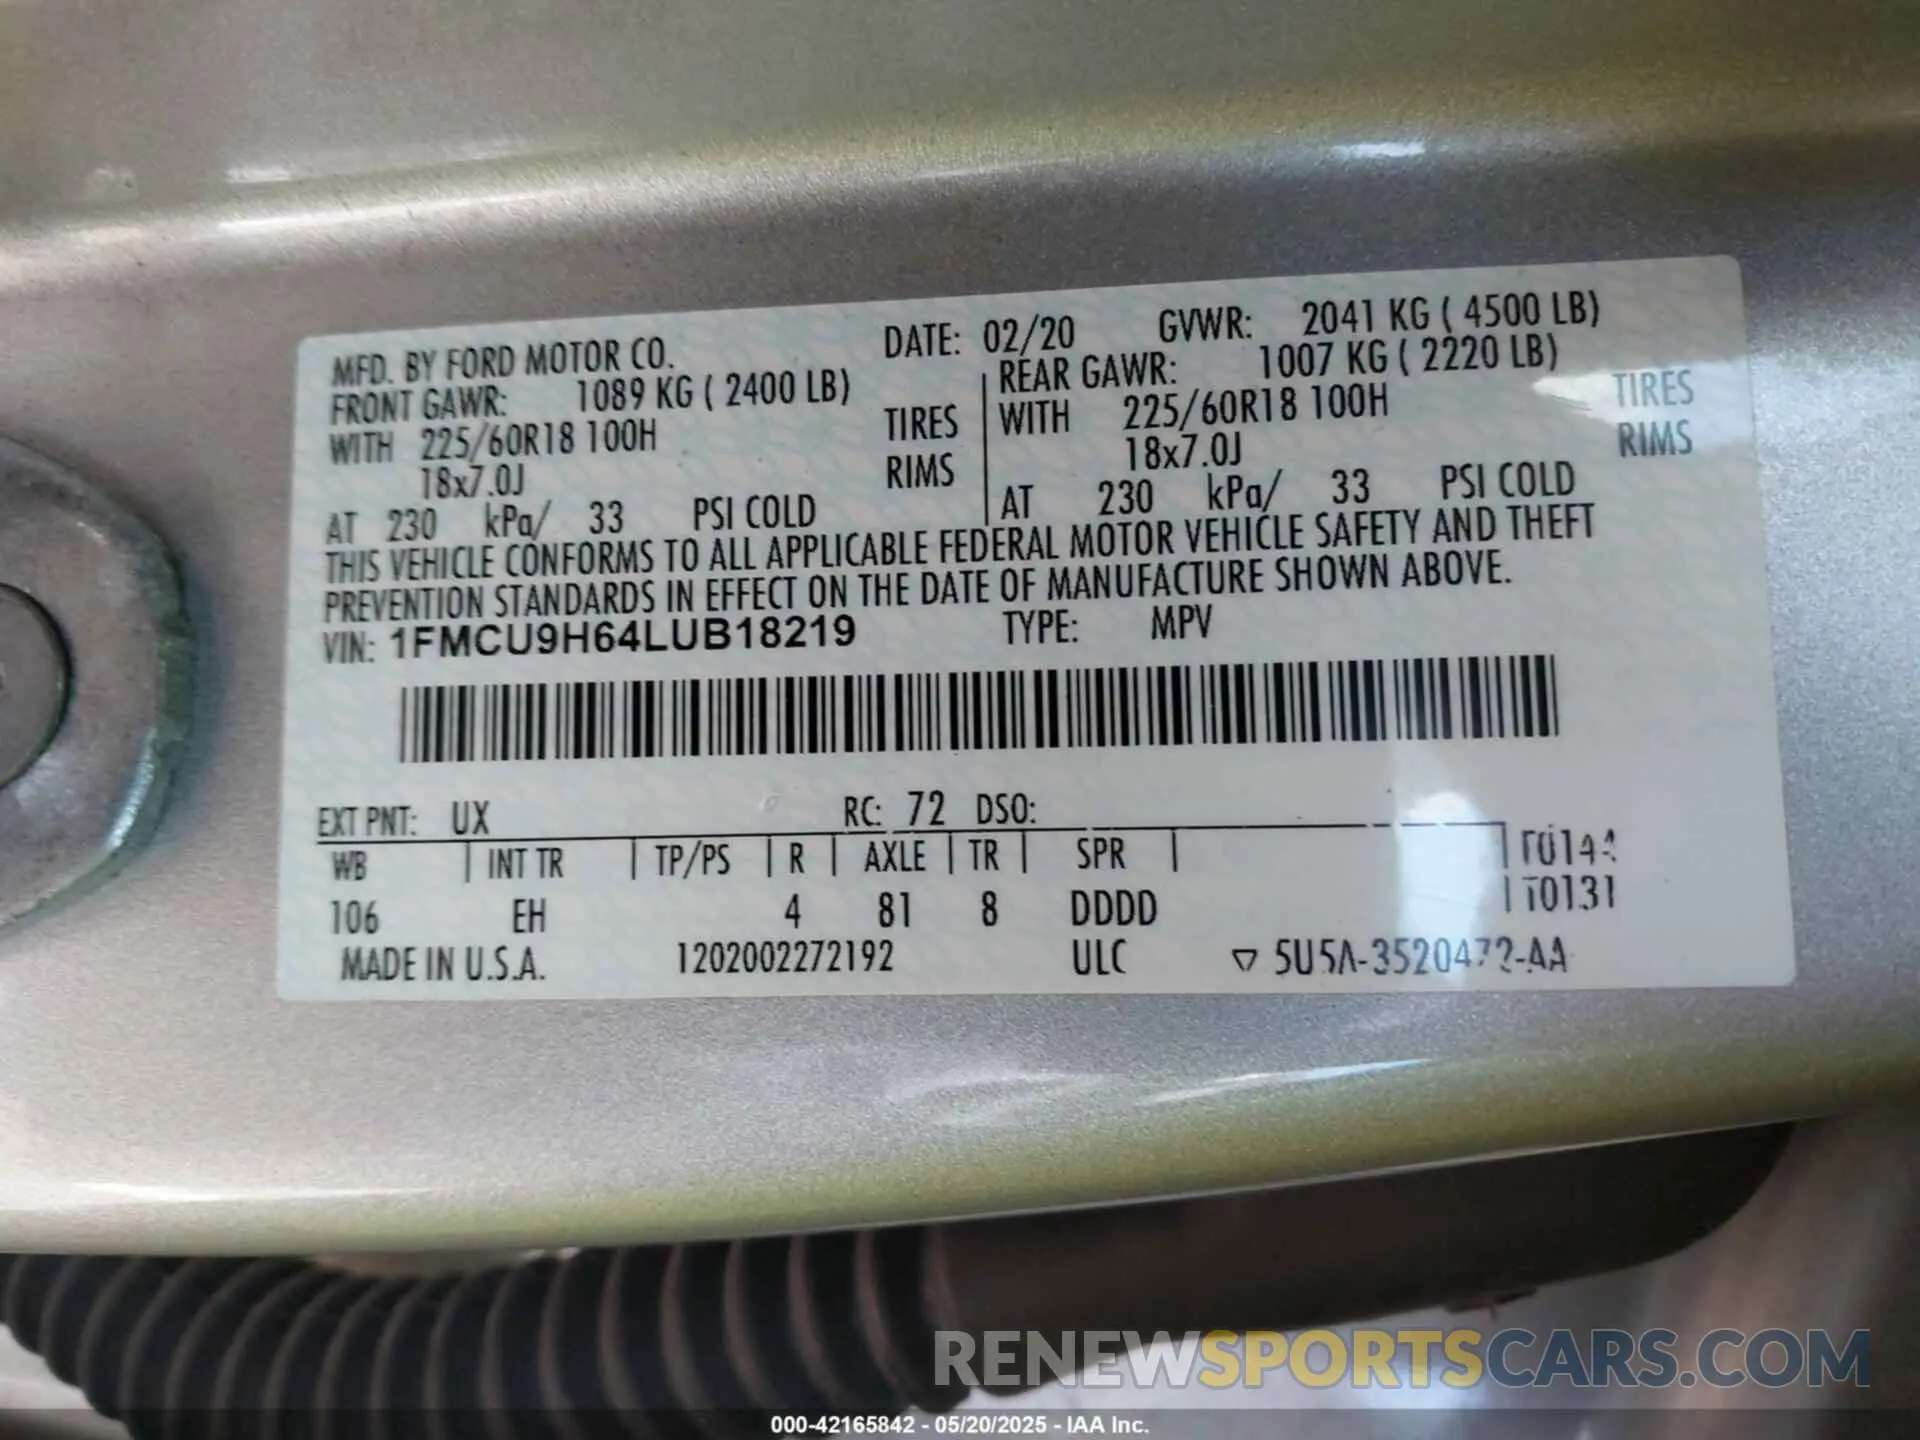 MFD. BY FORD MOTOR CO. DATE: 02/20 GVWR: 2041 KG ( 4500 LB)
FRONT GAWR: 1089 KG ( 2400 LB) REAR GAWR: 1007 KG ( 2220 LB)
WITH 225/60R18 100H TIRES WITH 225/60R18 100H TIRES
18x7.0J RIMS 18x7.0J RIMS
AT 230 kPa/ 33 PSI COLD AT 230 kPa/ 33 PSI COLD
THIS VEHICLE CONFORMS TO ALL APPLICABLE FEDERAL MOTOR VEHICLE SAFETY AND THEFT
PREVENTION STANDARDS IN EFFECT ON THE DATE OF MANUFACTURE SHOWN ABOVE.
VIN: 1FMCU9H64LUB18219 TYPE: MPV
EXT PNT: UX RC: 72 DSO:
WB INT TR TP/PS R AXLE TR SPR
106 EH 4 81 8 DDDD T0131
MADE IN U.S.A. 1202002272192 ULC 5U5A-3520472-AA
RENEWSPORTSCARS.COM
000-42165842 - 05/20/2025 - IAA Inc.